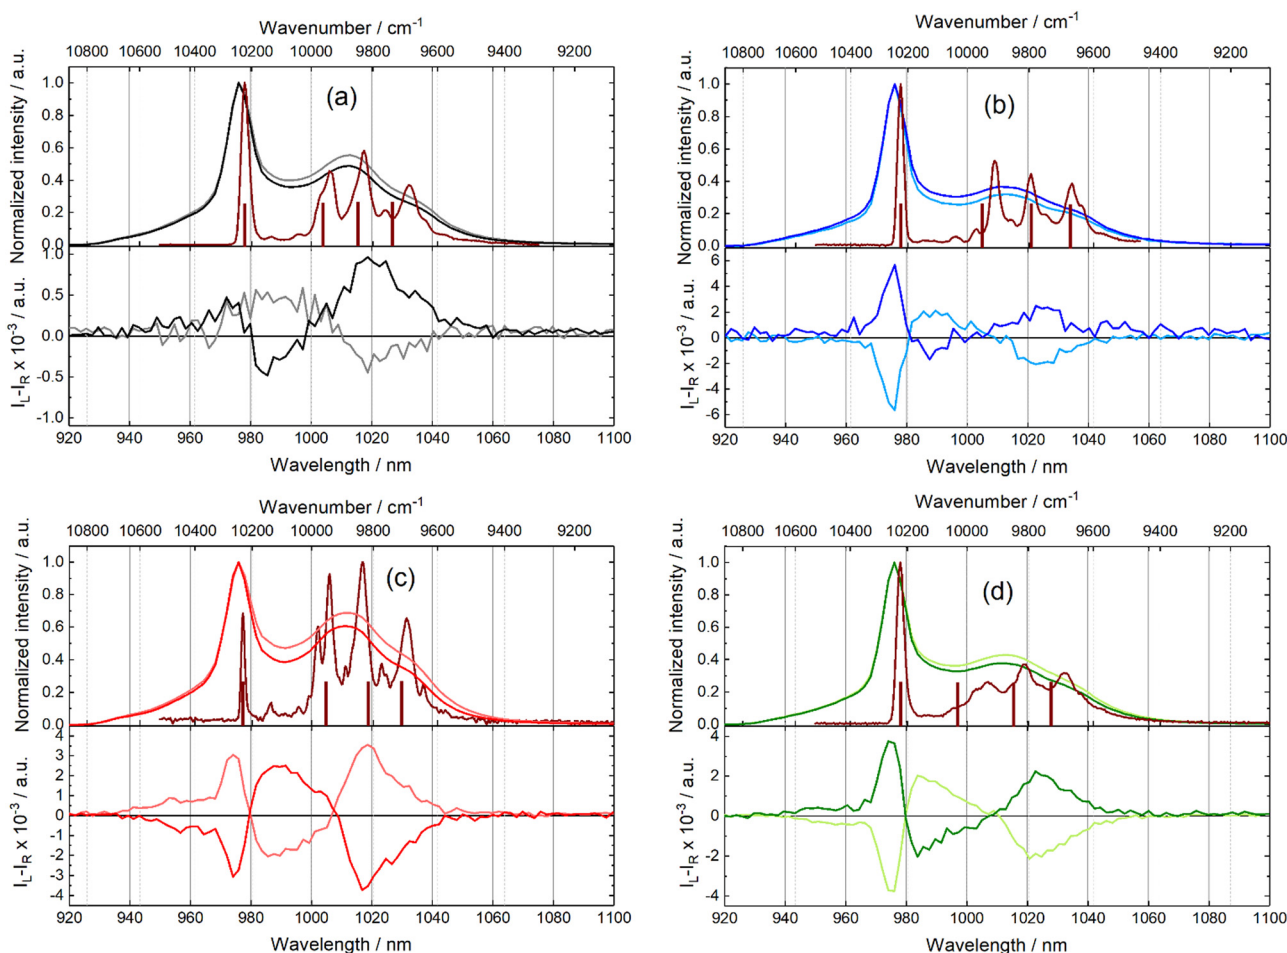 Wavenumber / cm-1
10800 10600 10400 10200 10000 9800 9600 9400 9200
Normalized intensity / a.u.
1.0
0.8
0.6
0.4
0.2
0.0
(a)
IL-IR x 10-3 / a.u.
1.0
0.5
0.0
-0.5
-1.0
920 940 960 980 1000 1020 1040 1060 1080 1100
Wavelength / nm
Wavenumber / cm-1
10800 10600 10400 10200 10000 9800 9600 9400 9200
Normalized intensity / a.u.
1.0
0.8
0.6
0.4
0.2
0.0
(b)
IL-IR x 10-3 / a.u.
6
4
2
0
-2
-4
-6
920 940 960 980 1000 1020 1040 1060 1080 1100
Wavelength / nm
Wavenumber / cm-1
10800 10600 10400 10200 10000 9800 9600 9400 9200
Normalized intensity / a.u.
1.0
0.8
0.6
0.4
0.2
0.0
(c)
IL-IR x 10-3 / a.u.
4
3
2
1
0
-1
-2
-3
-4
920 940 960 980 1000 1020 1040 1060 1080 1100
Wavelength / nm
Wavenumber / cm-1
10800 10600 10400 10200 10000 9800 9600 9400 9200
Normalized intensity / a.u.
1.0
0.8
0.6
0.4
0.2
0.0
(d)
IL-IR x 10-3 / a.u.
4
2
0
-2
-4
920 940 960 980 1000 1020 1040 1060 1080 1100
Wavelength / nm